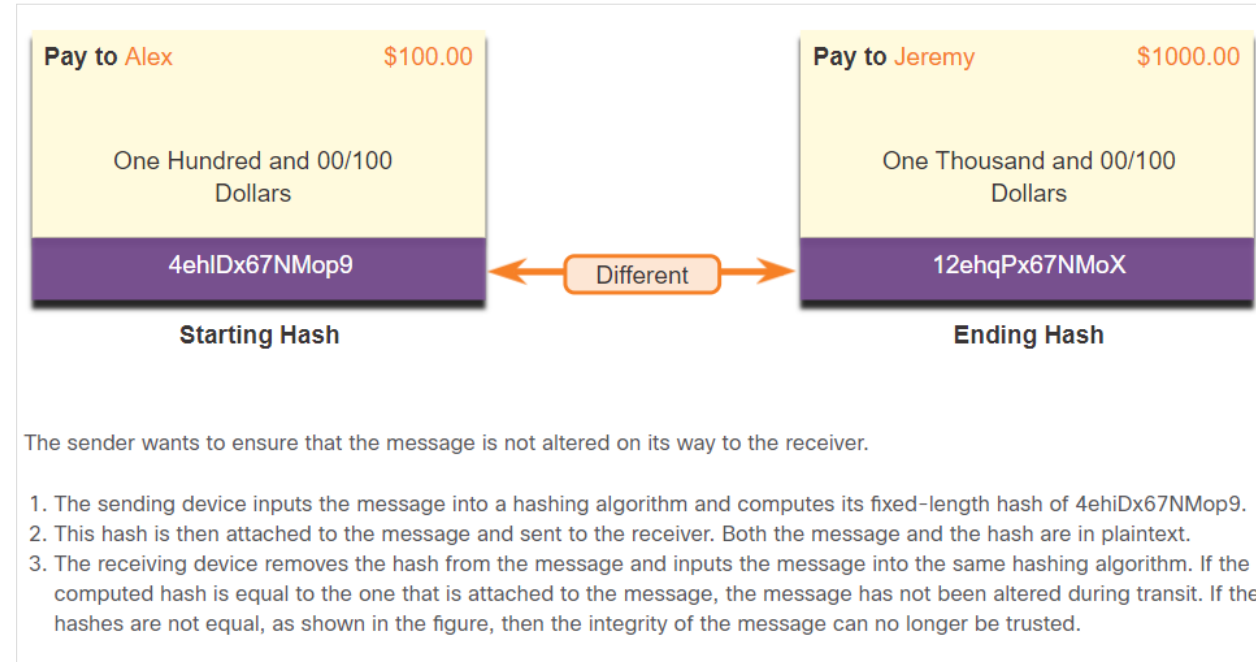 Pay to Alex $100.00
One Hundred and 00/100
Dollars
4ehlDx67NMop9
Starting Hash
Different
Pay to Jeremy $1000.00
One Thousand and 00/100
Dollars
12ehqPx67NMoX
Ending Hash
The sender wants to ensure that the message is not altered on its way to the receiver.
1. The sending device inputs the message into a hashing algorithm and computes its fixed-length hash of 4ehiDx67NMop9.
2. This hash is then attached to the message and sent to the receiver. Both the message and the hash are in plaintext.
3. The receiving device removes the hash from the message and inputs the message into the same hashing algorithm. If the
computed hash is equal to the one that is attached to the message, the message has not been altered during transit. If the
hashes are not equal, as shown in the figure, then the integrity of the message can no longer be trusted.